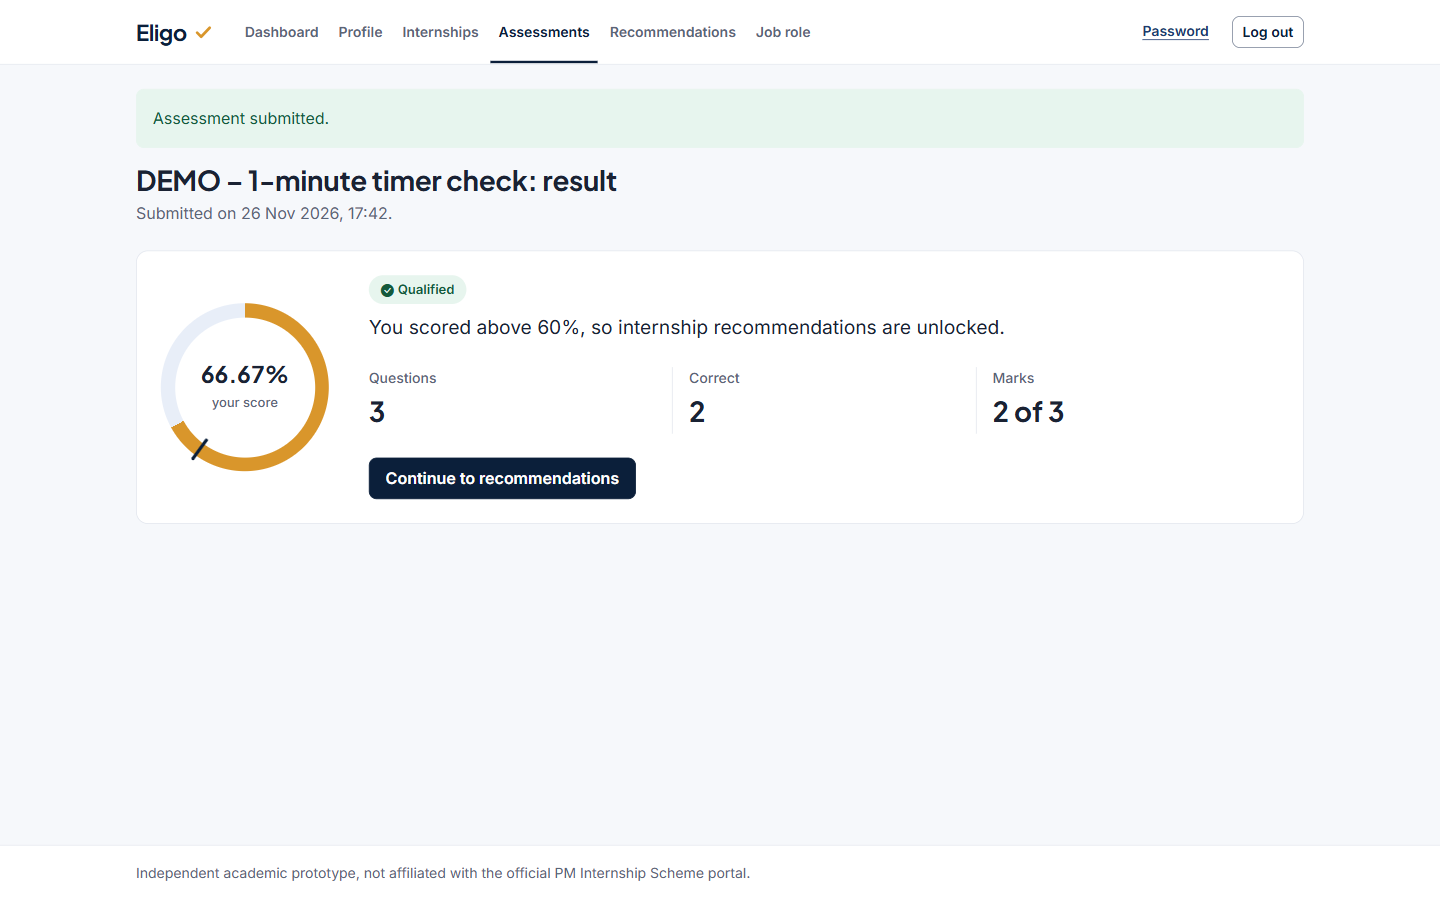 Eligo
Dashboard Profile Internships Assessments Recommendations Job role
Password
Log out
Assessment submitted.
DEMO – 1-minute timer check: result
Submitted on 26 Nov 2026, 17:42.
66.67%
your score
Qualified
You scored above 60%, so internship recommendations are unlocked.
Questions
3
Correct
2
Marks
2 of 3
Continue to recommendations
Independent academic prototype, not affiliated with the official PM Internship Scheme portal.